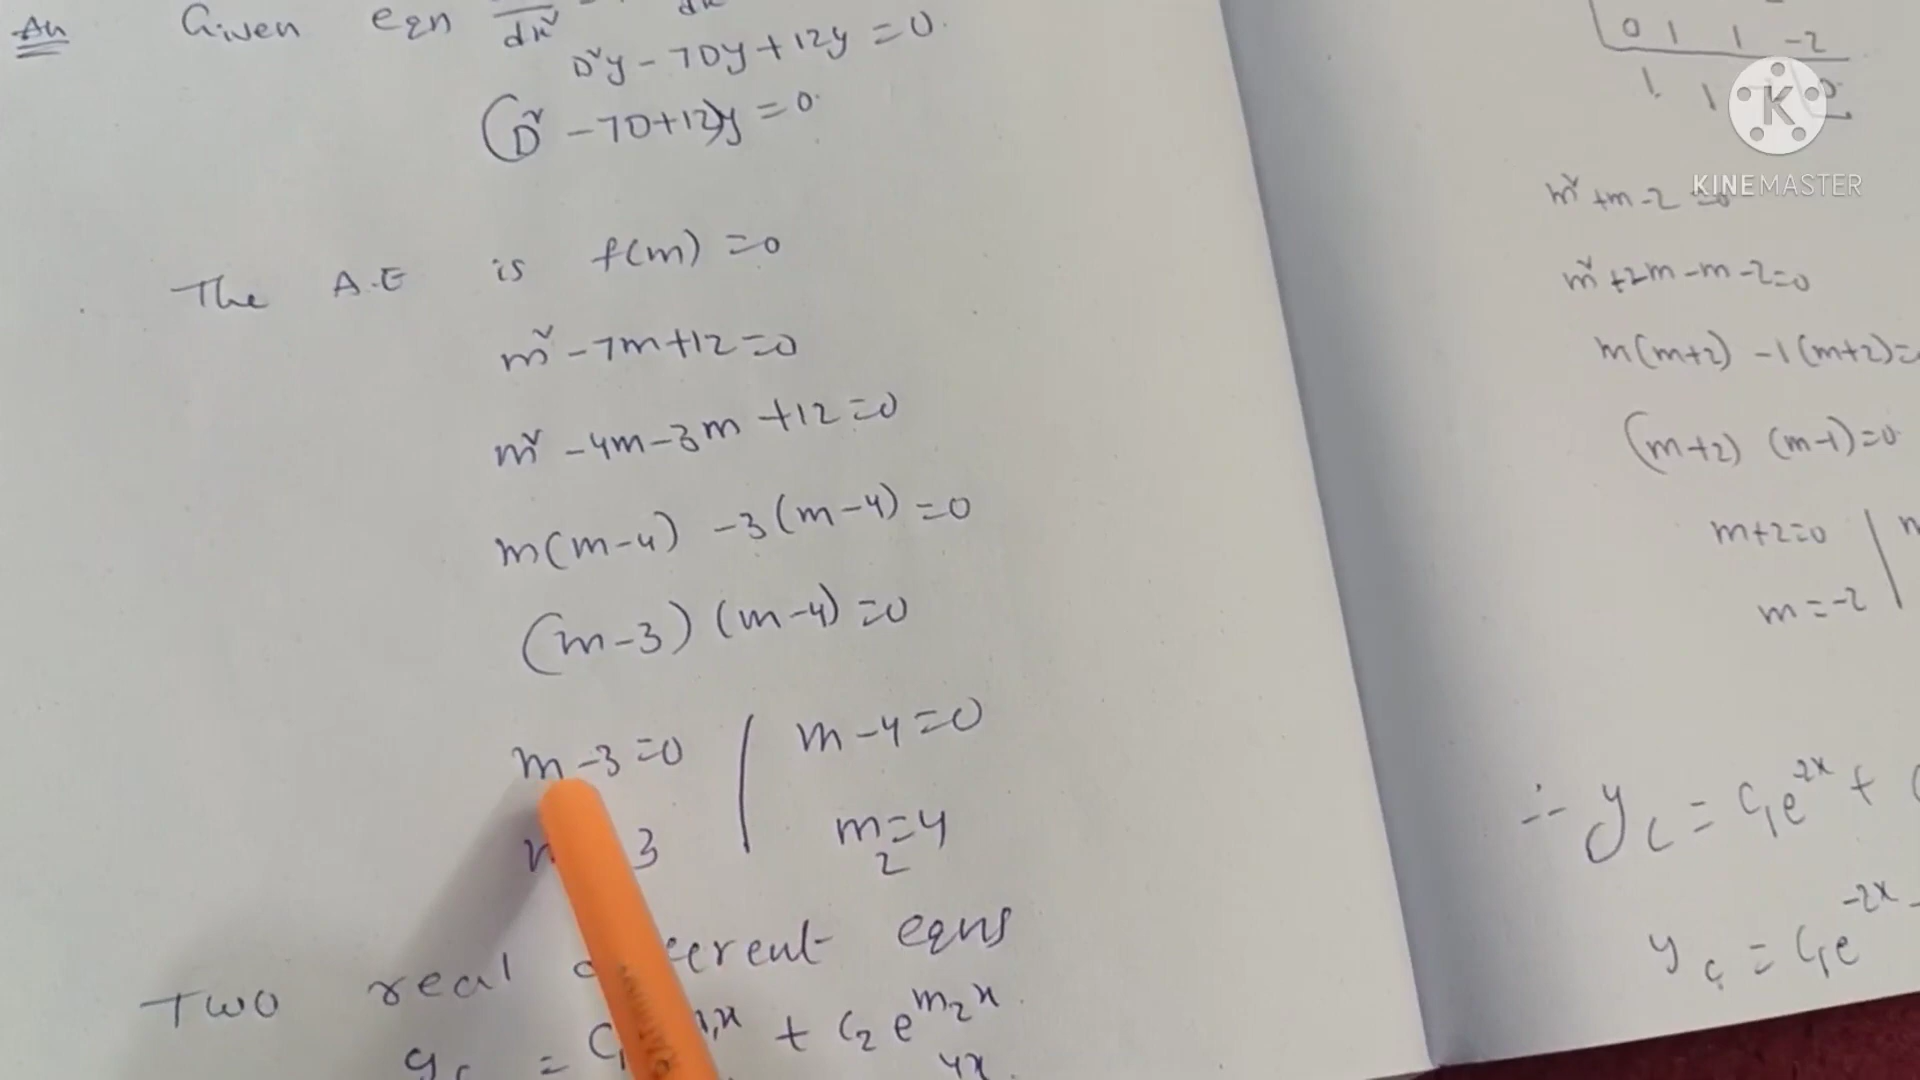 An Given eqn
D²y - 7Dy + 12y = 0.
(D² - 7D+12)y = 0.
The A.E is f(m) = 0
m² - 7m+12 = 0
m² - 4m - 3m + 12 = 0
m(m-4) - 3(m-4) = 0
(m-3) (m-4) = 0
m-3 = 0 | m-4 = 0
3 | m₂ = 4
Two real eqns
= C₁ + C₂ e^{m₂x}.
4x
0 1 1 -2
1 1
K
KINEMASTER
m² + m - 2 = 0
m² + 2m - m - 2 = 0
m(m+2) - 1(m+2) =
(m+2) (m-1) = 0.
m+2 = 0
m = -2
∴ y_c = C₁e^{2x} +
y_c = C₁e^{-2x}